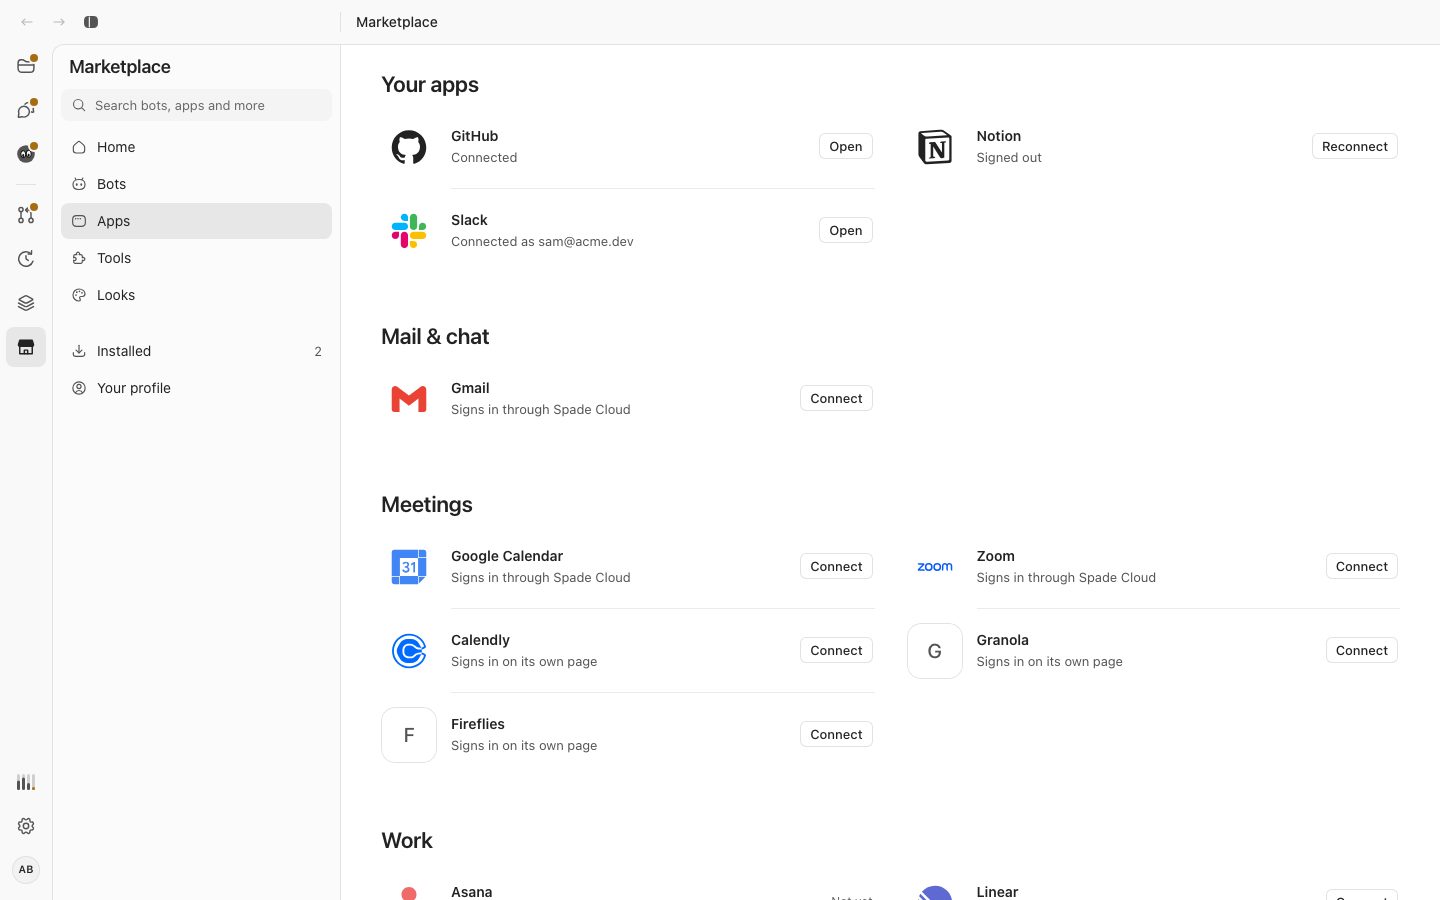 Marketplace
Marketplace
Search bots, apps and more
Home
Bots
Apps
Tools
Looks
Installed 2
Your profile
AB
Your apps
GitHub
Connected
Open
Notion
Signed out
Reconnect
Slack
Connected as sam@acme.dev
Open
Mail & chat
Gmail
Signs in through Spade Cloud
Connect
Meetings
31
Google Calendar
Signs in through Spade Cloud
Connect
zoom
Zoom
Signs in through Spade Cloud
Connect
Calendly
Signs in on its own page
Connect
G
Granola
Signs in on its own page
Connect
F
Fireflies
Signs in on its own page
Connect
Work
Asana
Linear